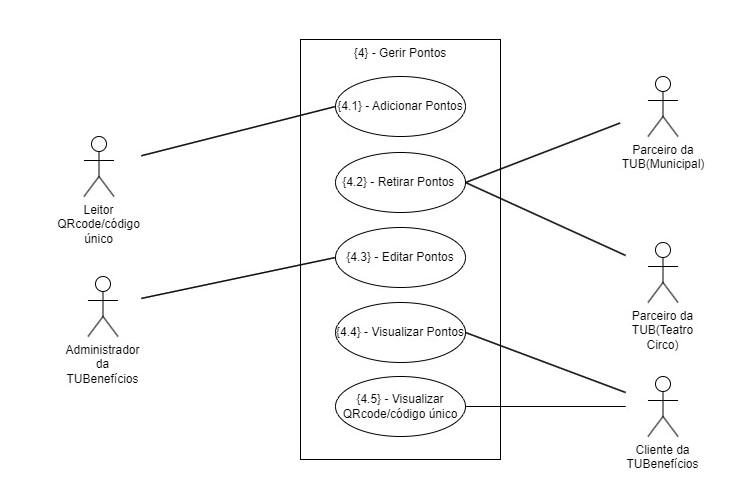 {4} - Gerir Pontos
{4.1} - Adicionar Pontos
{4.2} - Retirar Pontos
{4.3} - Editar Pontos
{4.4} - Visualizar Pontos
{4.5} - Visualizar
QRcode/código único
Leitor
QRcode/código
único
Administrador
da
TUBenefícios
Parceiro da
TUB(Municipal)
Parceiro da
TUB(Teatro
Circo)
Cliente da
TUBenefícios